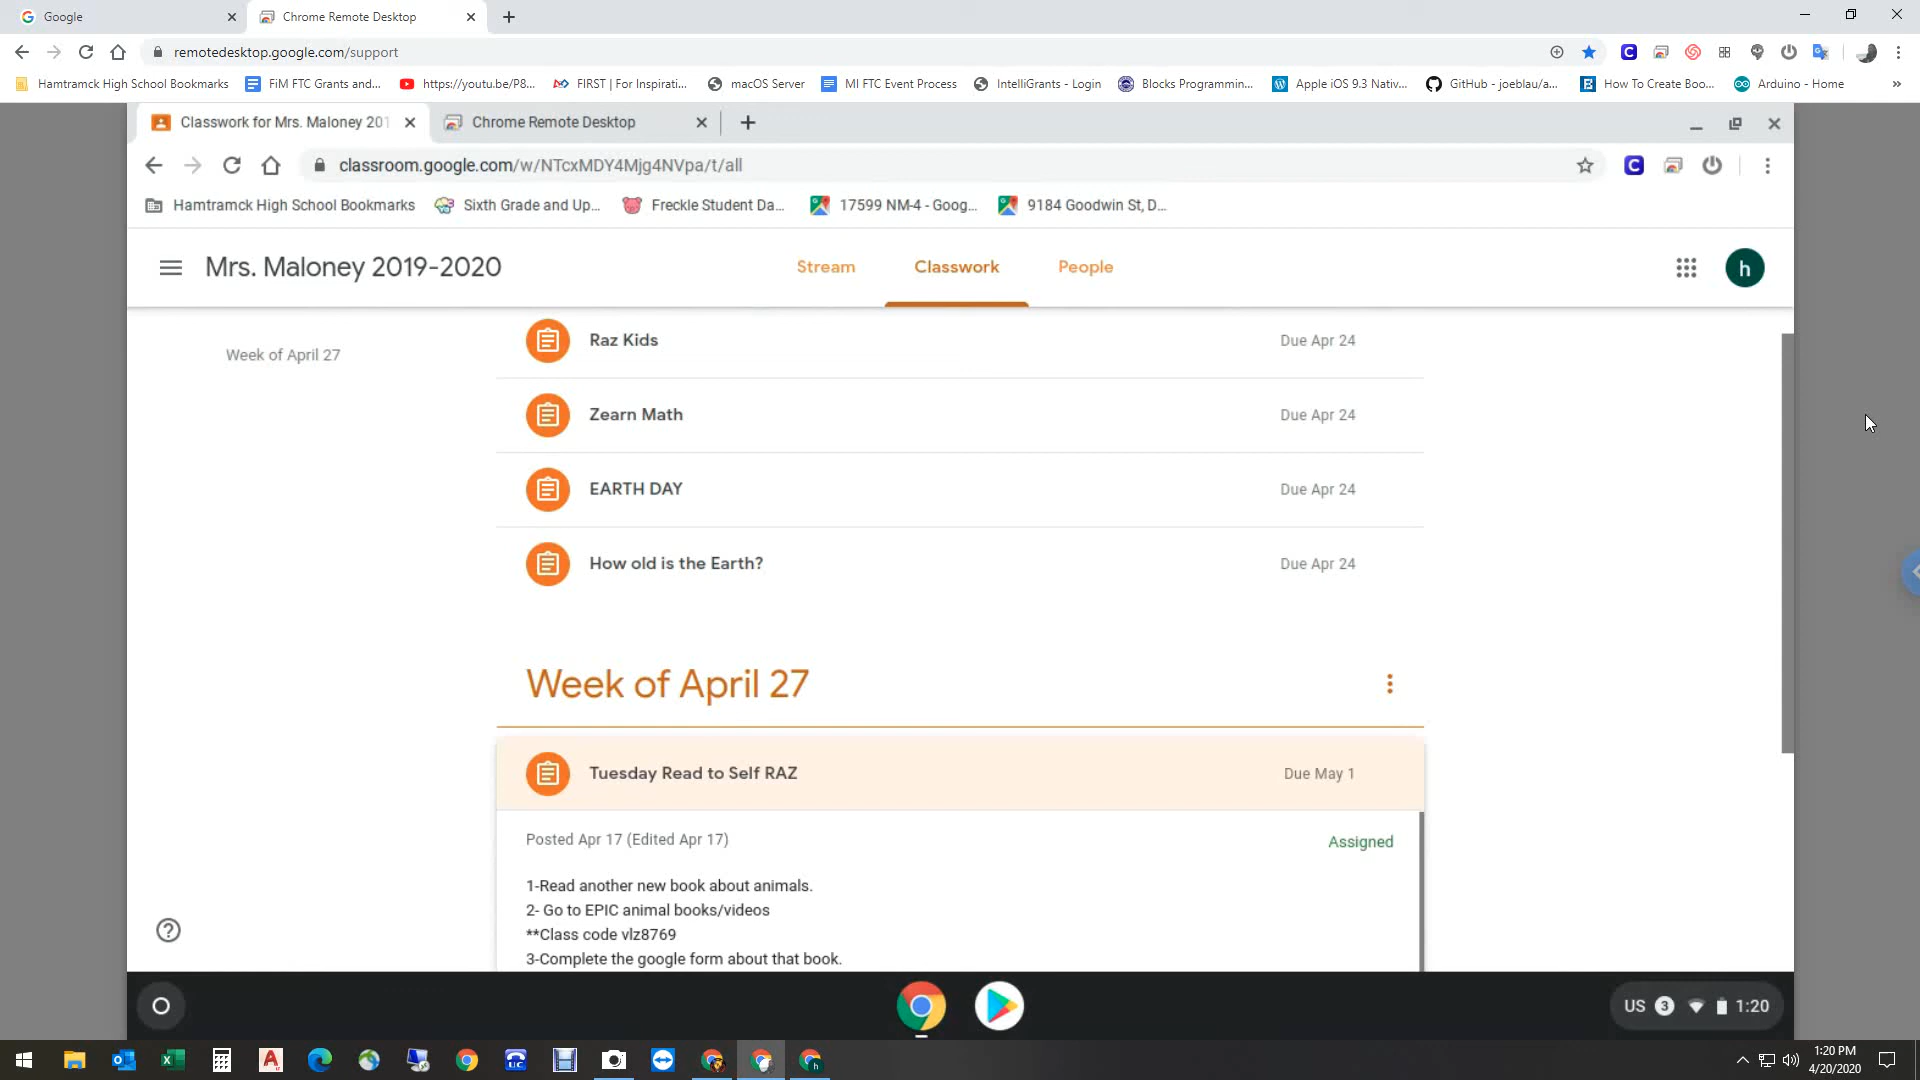 Google
Chrome Remote Desktop
remotedesktop.google.com/support
Hamtramck High School Bookmarks
FiM FTC Grants and...
https://youtu.be/P8...
FIRST | For Inspirati...
macOS Server
MI FTC Event Process
IntelliGrants - Login
Blocks Programmin...
Apple iOS 9.3 Nativ...
GitHub - joeblau/a...
How To Create Boo...
Arduino - Home
»
Classwork for Mrs. Maloney 201
Chrome Remote Desktop
classroom.google.com/w/NTcxMDY4Mjg4NVpa/t/all
Hamtramck High School Bookmarks
Sixth Grade and Up...
Freckle Student Da...
17599 NM-4 - Goog...
9184 Goodwin St, D...
Mrs. Maloney 2019-2020
Stream
Classwork
People
h
Week of April 27
Raz Kids
Due Apr 24
Zearn Math
Due Apr 24
EARTH DAY
Due Apr 24
How old is the Earth?
Due Apr 24
Week of April 27
Tuesday Read to Self RAZ
Due May 1
Posted Apr 17 (Edited Apr 17)
Assigned
1-Read another new book about animals.
2- Go to EPIC animal books/videos
**Class code vlz8769
3-Complete the google form about that book.
US 3 1:20
1:20 PM
4/20/2020